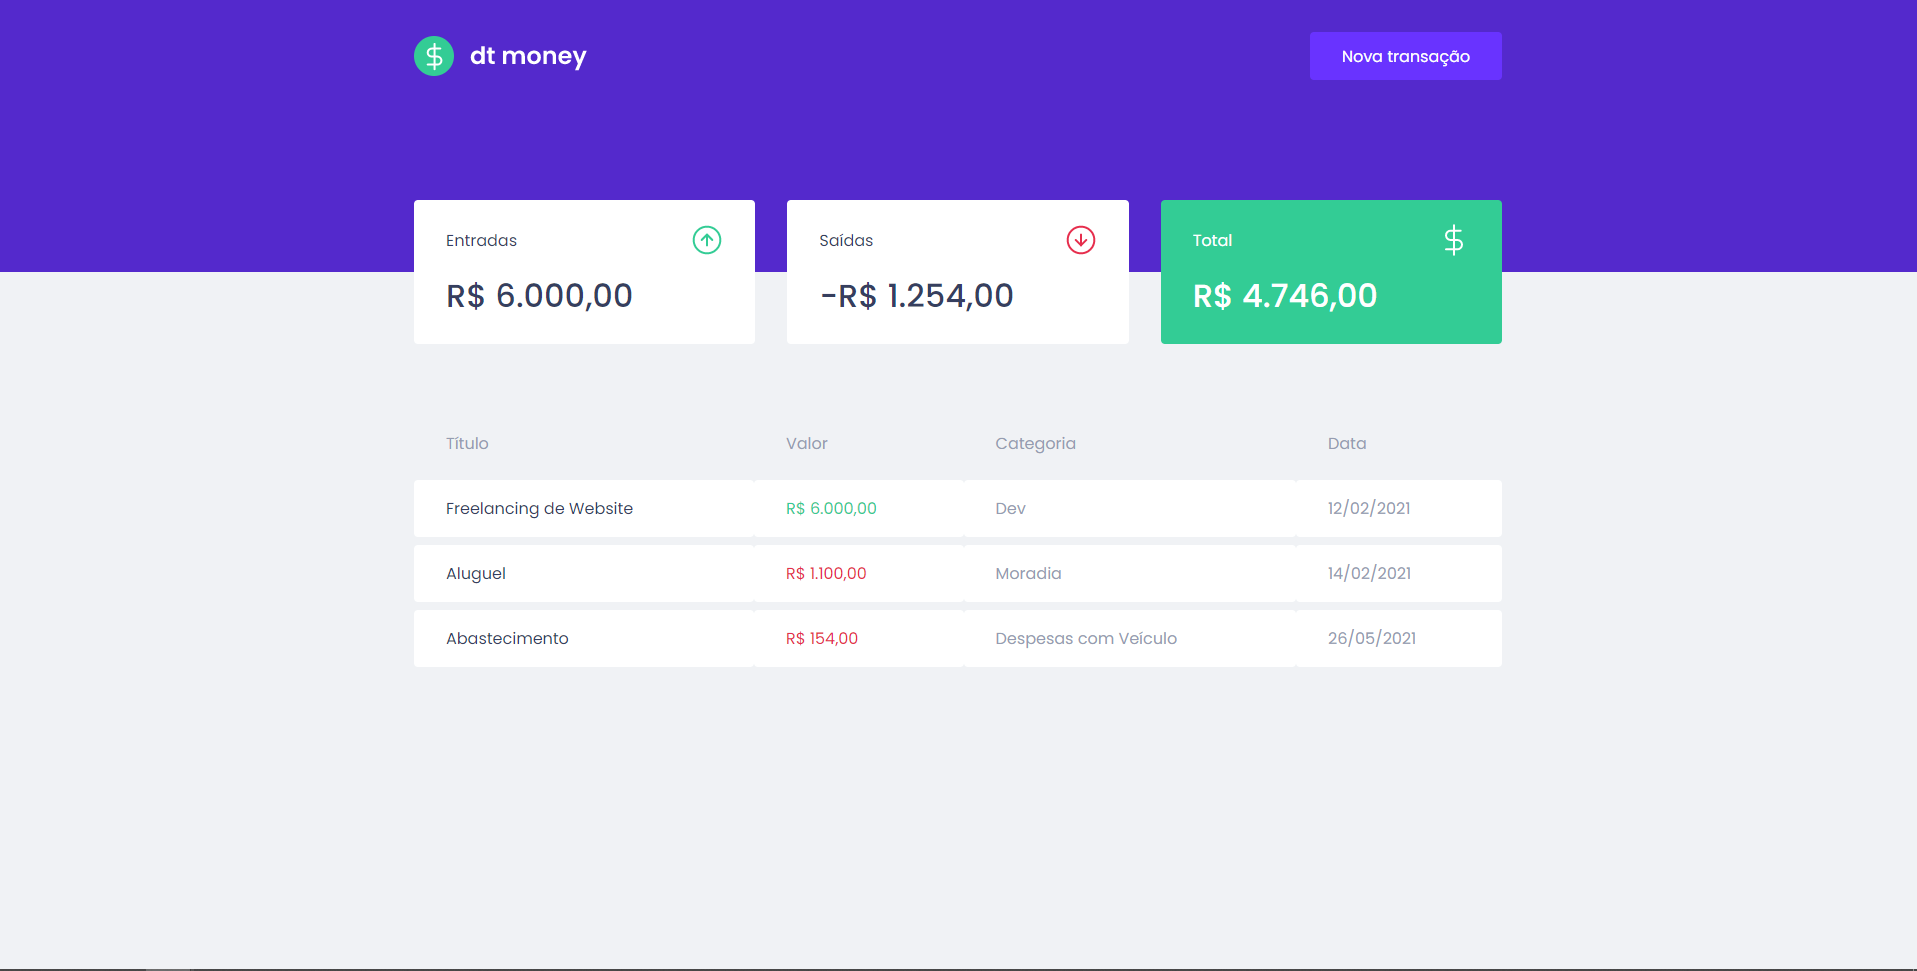 $ dt money
Nova transação
Entradas
R$ 6.000,00
Saídas
-R$ 1.254,00
Total $
R$ 4.746,00
Título Valor Categoria Data
Freelancing de Website R$ 6.000,00 Dev 12/02/2021
Aluguel R$ 1.100,00 Moradia 14/02/2021
Abastecimento R$ 154,00 Despesas com Veículo 26/05/2021